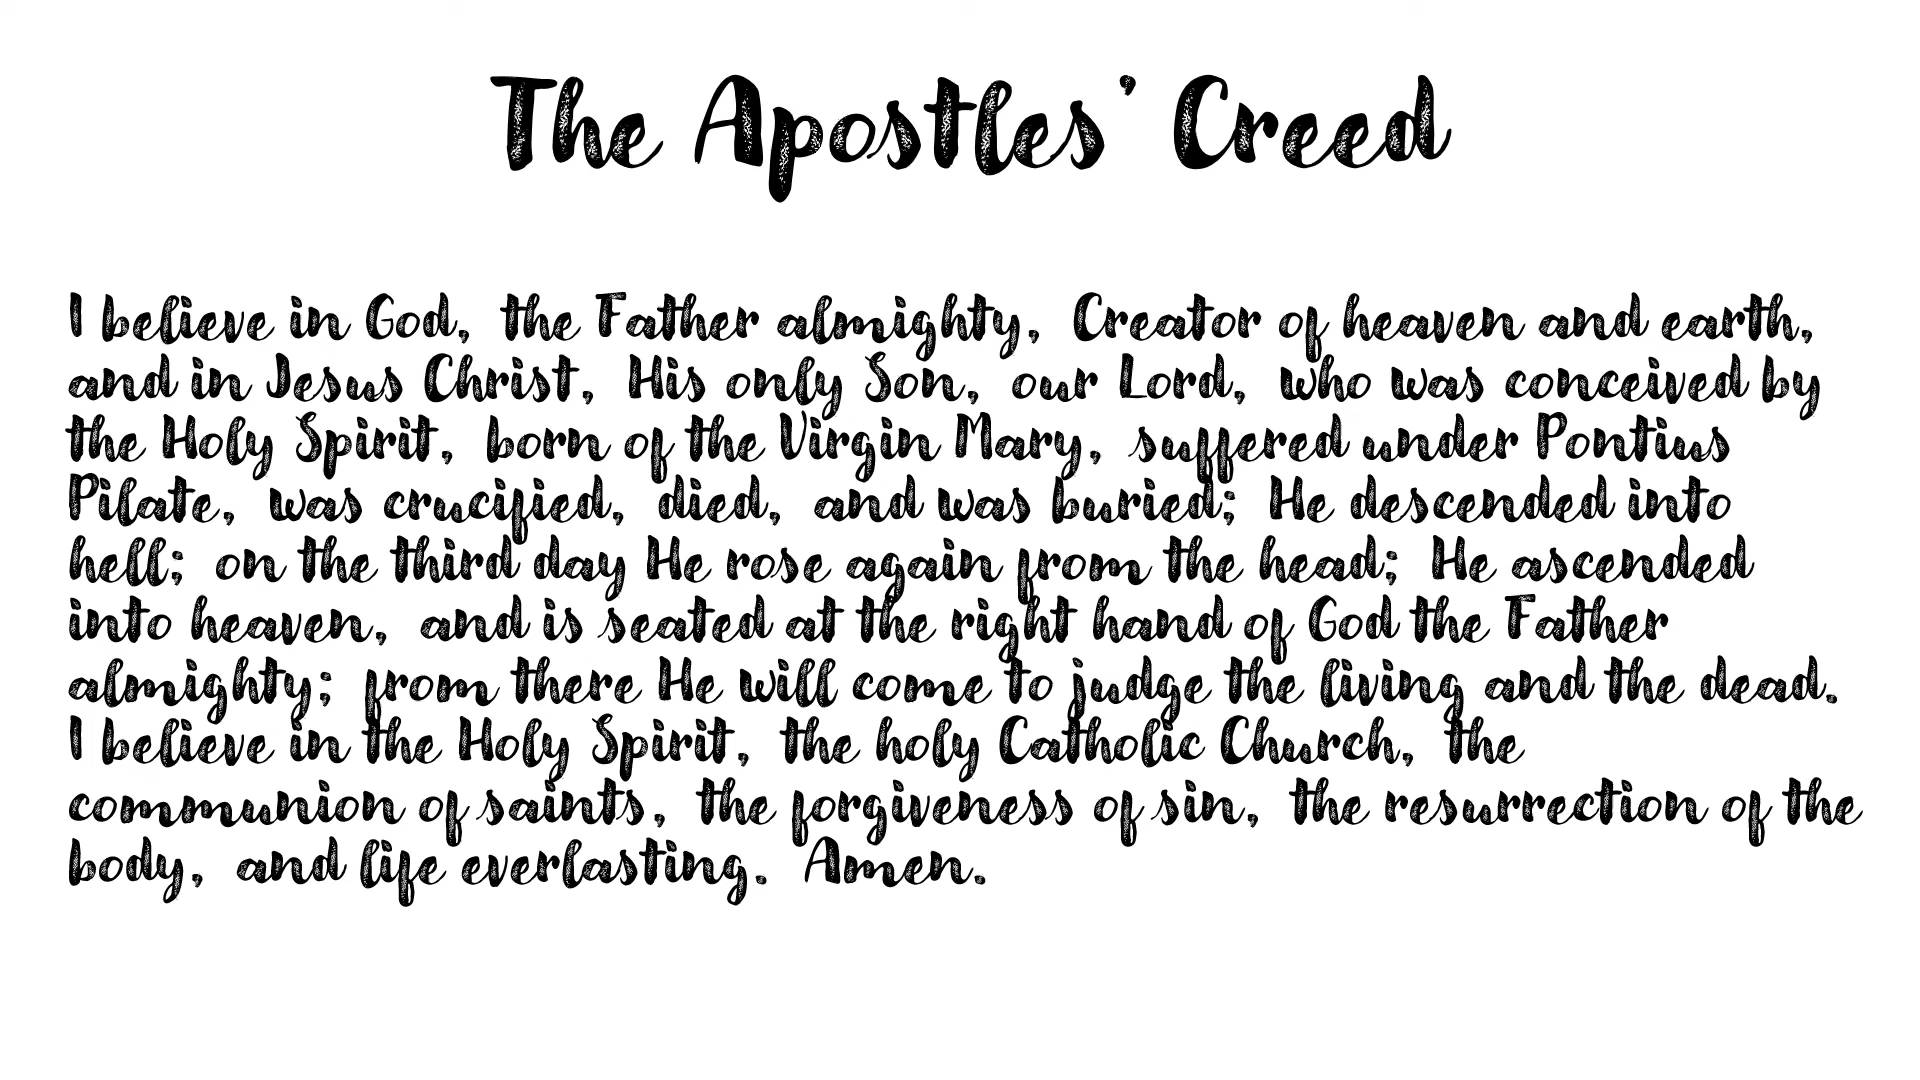 The Apostles’ Creed
I believe in God, the Father almighty, Creator of heaven and earth,
and in Jesus Christ, His only Son, our Lord, who was conceived by
the Holy Spirit, born of the Virgin Mary, suffered under Pontius
Pilate, was crucified, died, and was buried; He descended into
hell; on the third day He rose again from the head; He ascended
into heaven, and is seated at the right hand of God the Father
almighty; from there He will come to judge the living and the dead.
I believe in the Holy Spirit, the holy Catholic Church, the
communion of saints, the forgiveness of sin, the resurrection of the
body, and life everlasting. Amen.